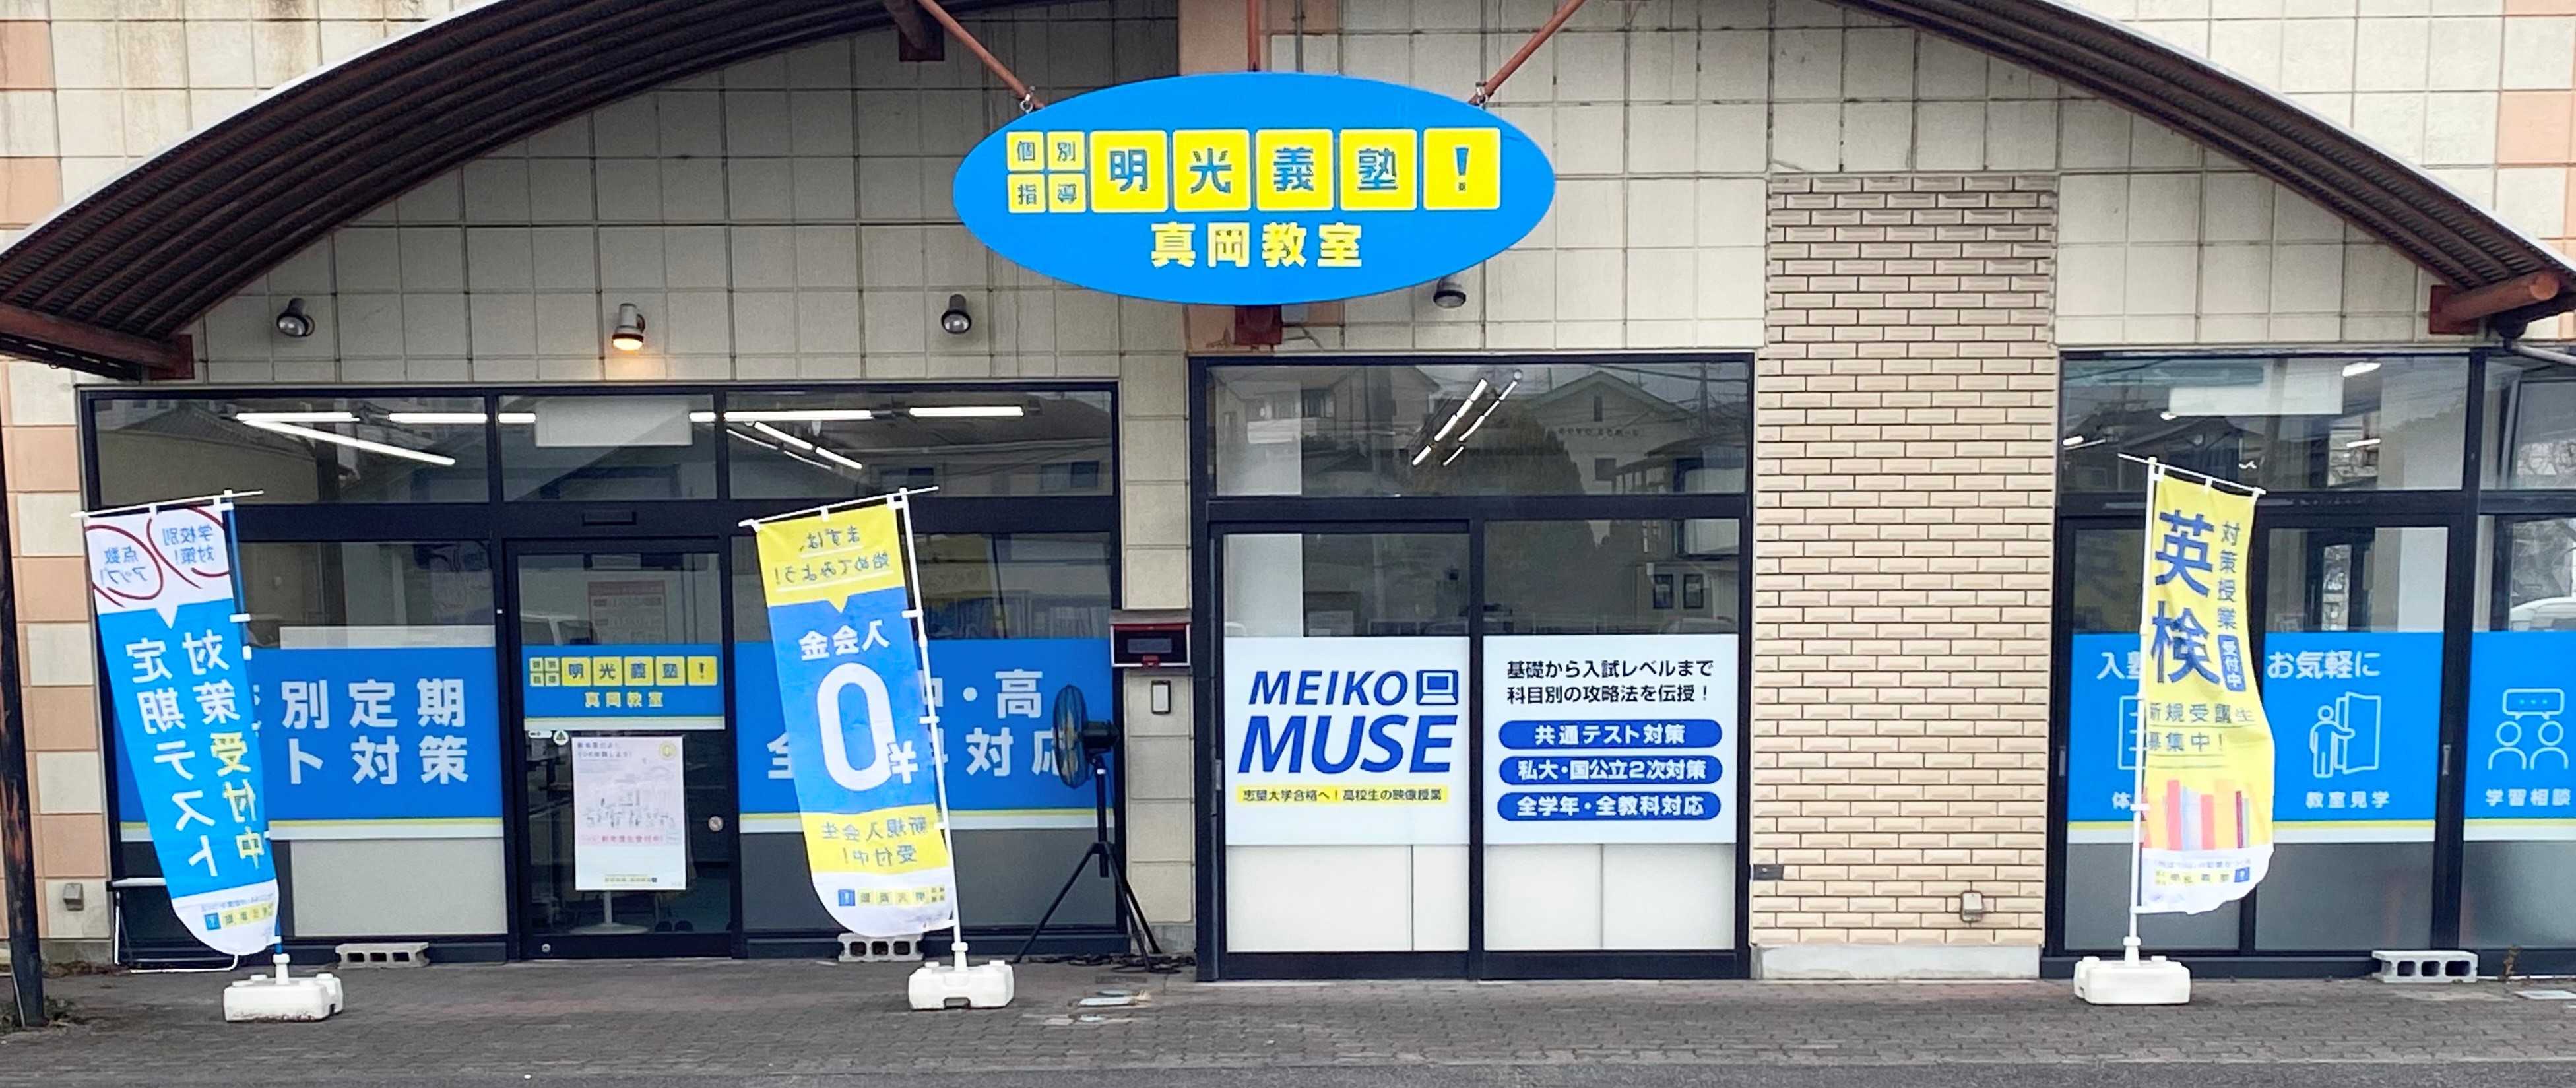 個別指導 明光義塾!
真岡教室
学校別
対策!
点数
アップ!
定期テスト
対策受付中
別定期
ト対策
明光義塾!
真岡教室
まずは、
始めてみよう!
入会金
0¥
新規入会生
受付中!
・高
対応
MEIKO
MUSE
志望大学合格へ!高校生の映像授業
基礎から入試レベルまで
科目別の攻略法を伝授!
共通テスト対策
私大・国公立2次対策
全学年・全教科対応
英検
対策授業受付中
新規受講生
募集中!
入塾
お気軽に
体
教室見学
学習相談